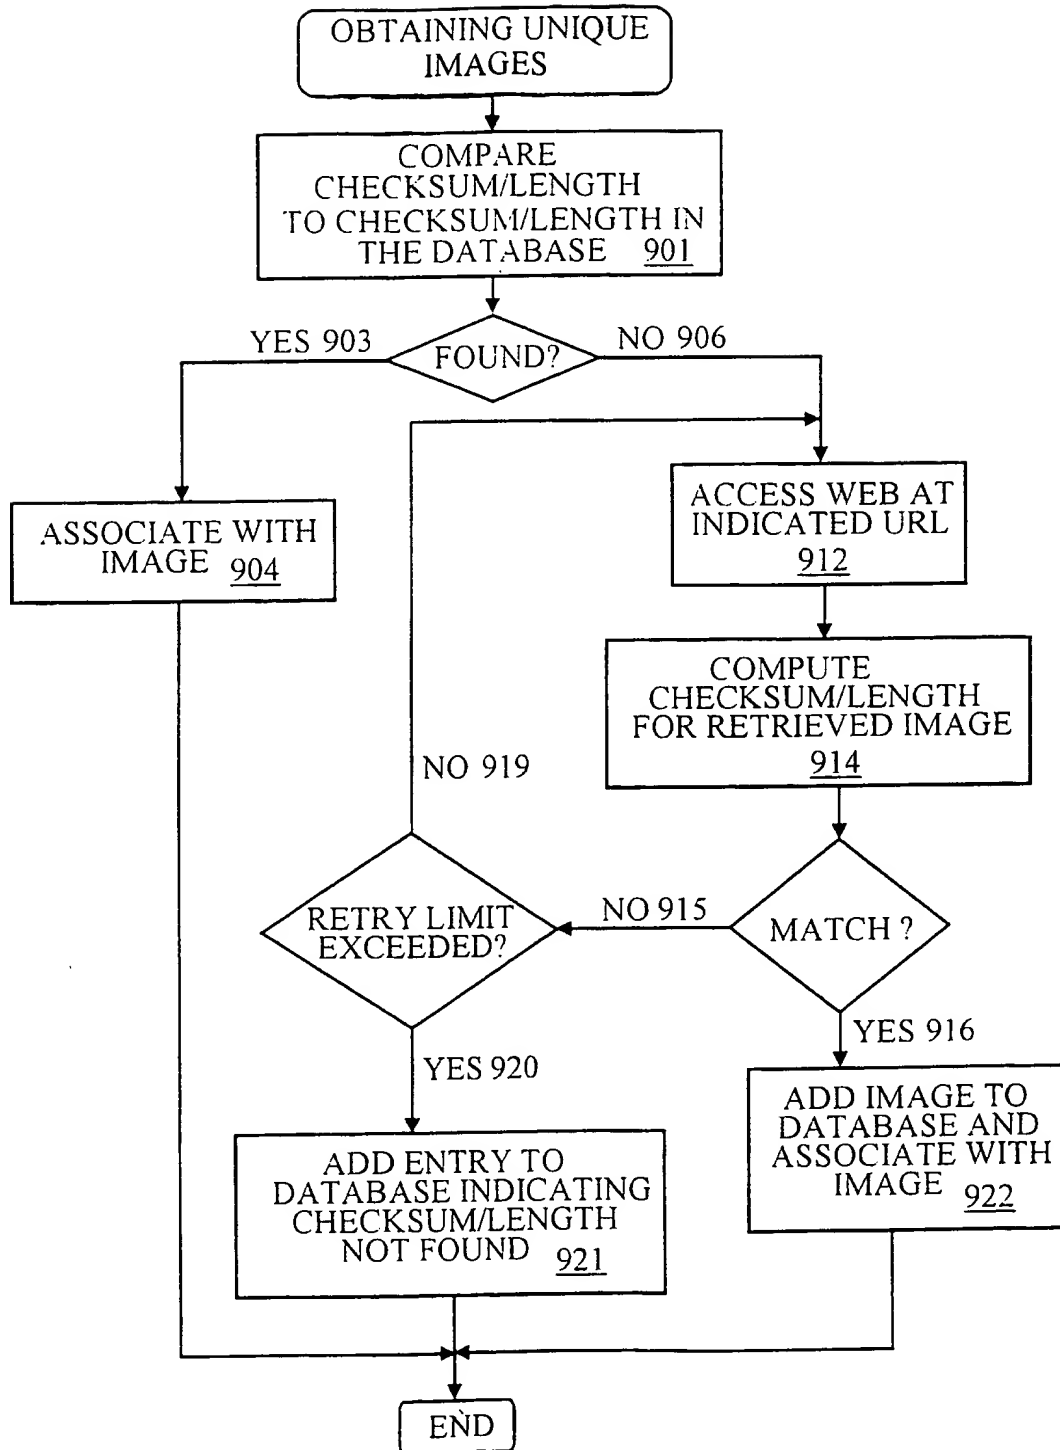 OBTAINING UNIQUE
IMAGES
COMPARE
CHECKSUM/LENGTH
TO CHECKSUM/LENGTH IN
THE DATABASE 901
YES 903
FOUND?
NO 906
ASSOCIATE WITH
IMAGE 904
ACCESS WEB AT
INDICATED URL
912
COMPUTE
CHECKSUM/LENGTH
FOR RETRIEVED IMAGE
914
NO 919
RETRY LIMIT
EXCEEDED?
NO 915
MATCH ?
YES 916
YES 920
ADD IMAGE TO
DATABASE AND
ASSOCIATE WITH
IMAGE 922
ADD ENTRY TO
DATABASE INDICATING
CHECKSUM/LENGTH
NOT FOUND 921
END